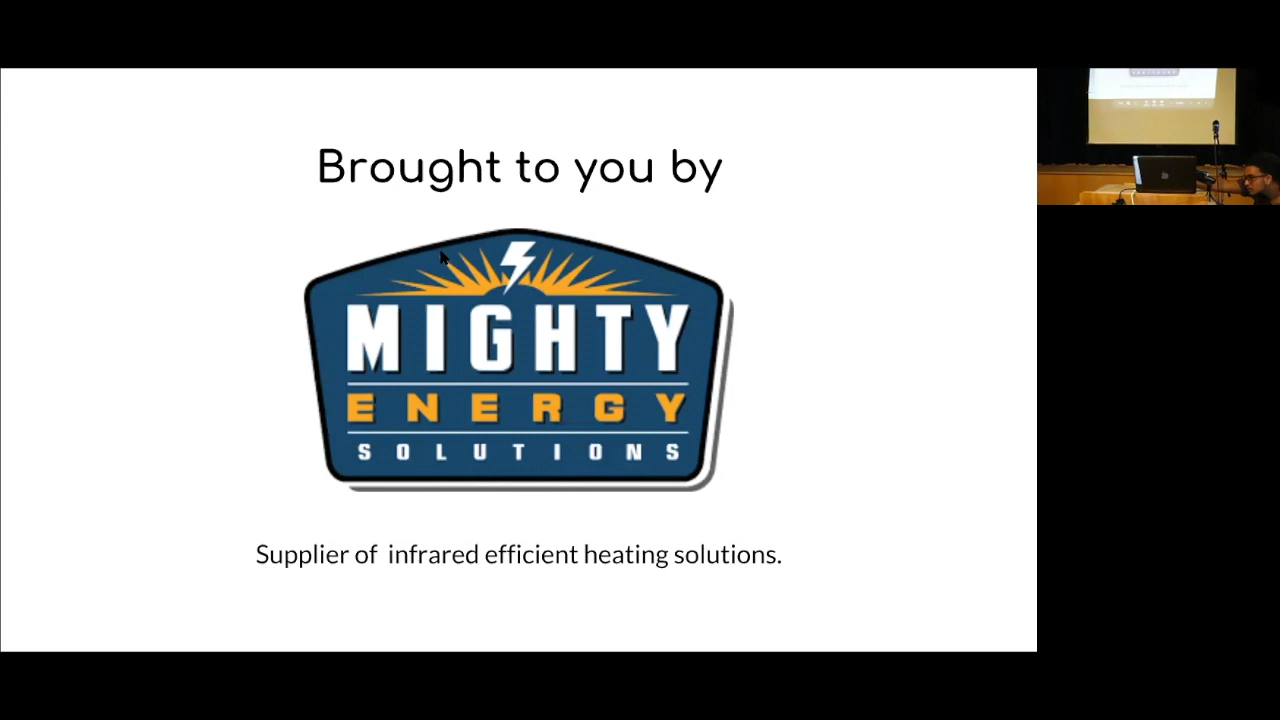 Brought to you by
MIGHTY
ENERGY
SOLUTIONS
Supplier of infrared efficient heating solutions.